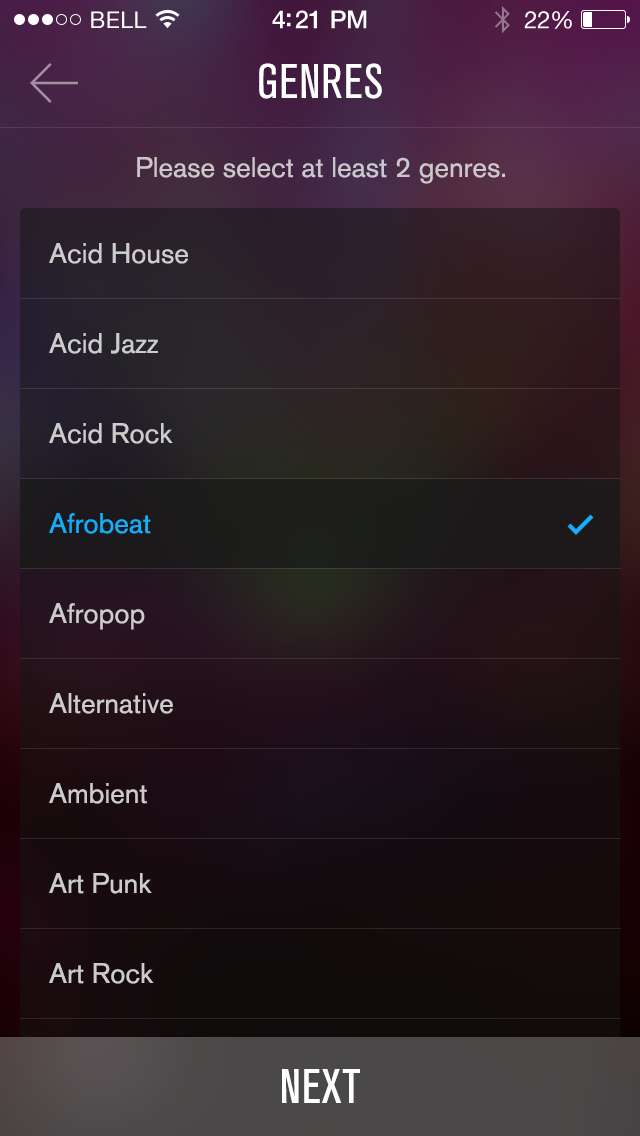 BELL 4:21 PM 22%
GENRES
Please select at least 2 genres.
Acid House
Acid Jazz
Acid Rock
Afrobeat
Afropop
Alternative
Ambient
Art Punk
Art Rock
NEXT